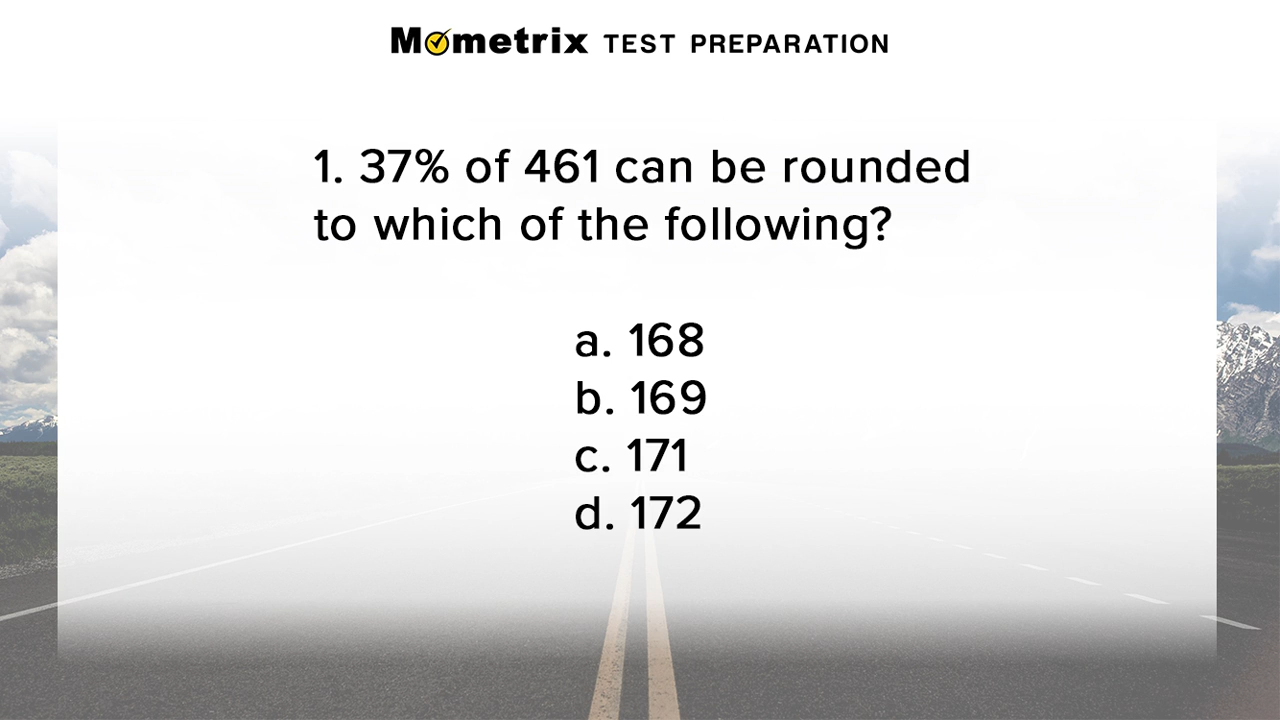 Mometrix TEST PREPARATION
1. 37% of 461 can be rounded
to which of the following?
a. 168
b. 169
c. 171
d. 172